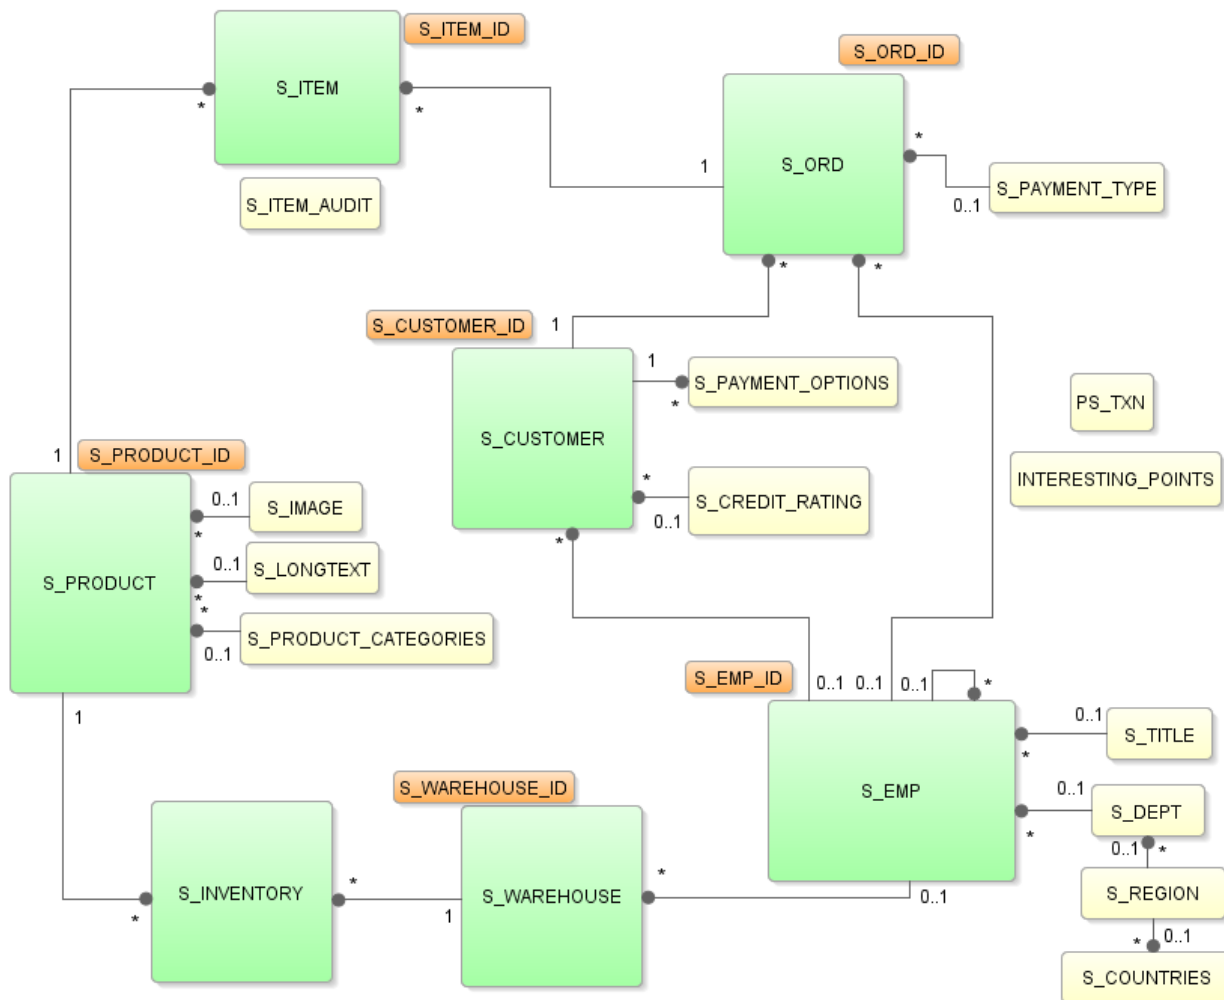 S_ITEM_ID
S_ORD_ID
S_ITEM
*
*
*
S_ORD
1
S_PAYMENT_TYPE
0..1
S_ITEM_AUDIT
*
*
S_CUSTOMER_ID
1
1
S_PAYMENT_OPTIONS
*
PS_TXN
S_CUSTOMER
S_PRODUCT_ID
1
*
S_CREDIT_RATING
0..1
INTERESTING_POINTS
0..1
S_IMAGE
*
*
0..1
S_LONGTEXT
S_PRODUCT
*
*
S_PRODUCT_CATEGORIES
0..1
S_EMP_ID
0..1
0..1
0..1
*
1
0..1
S_TITLE
*
S_WAREHOUSE_ID
S_EMP
0..1
S_DEPT
*
0..1
*
S_INVENTORY
*
*
1
S_WAREHOUSE
*
0..1
S_REGION
*
0..1
S_COUNTRIES